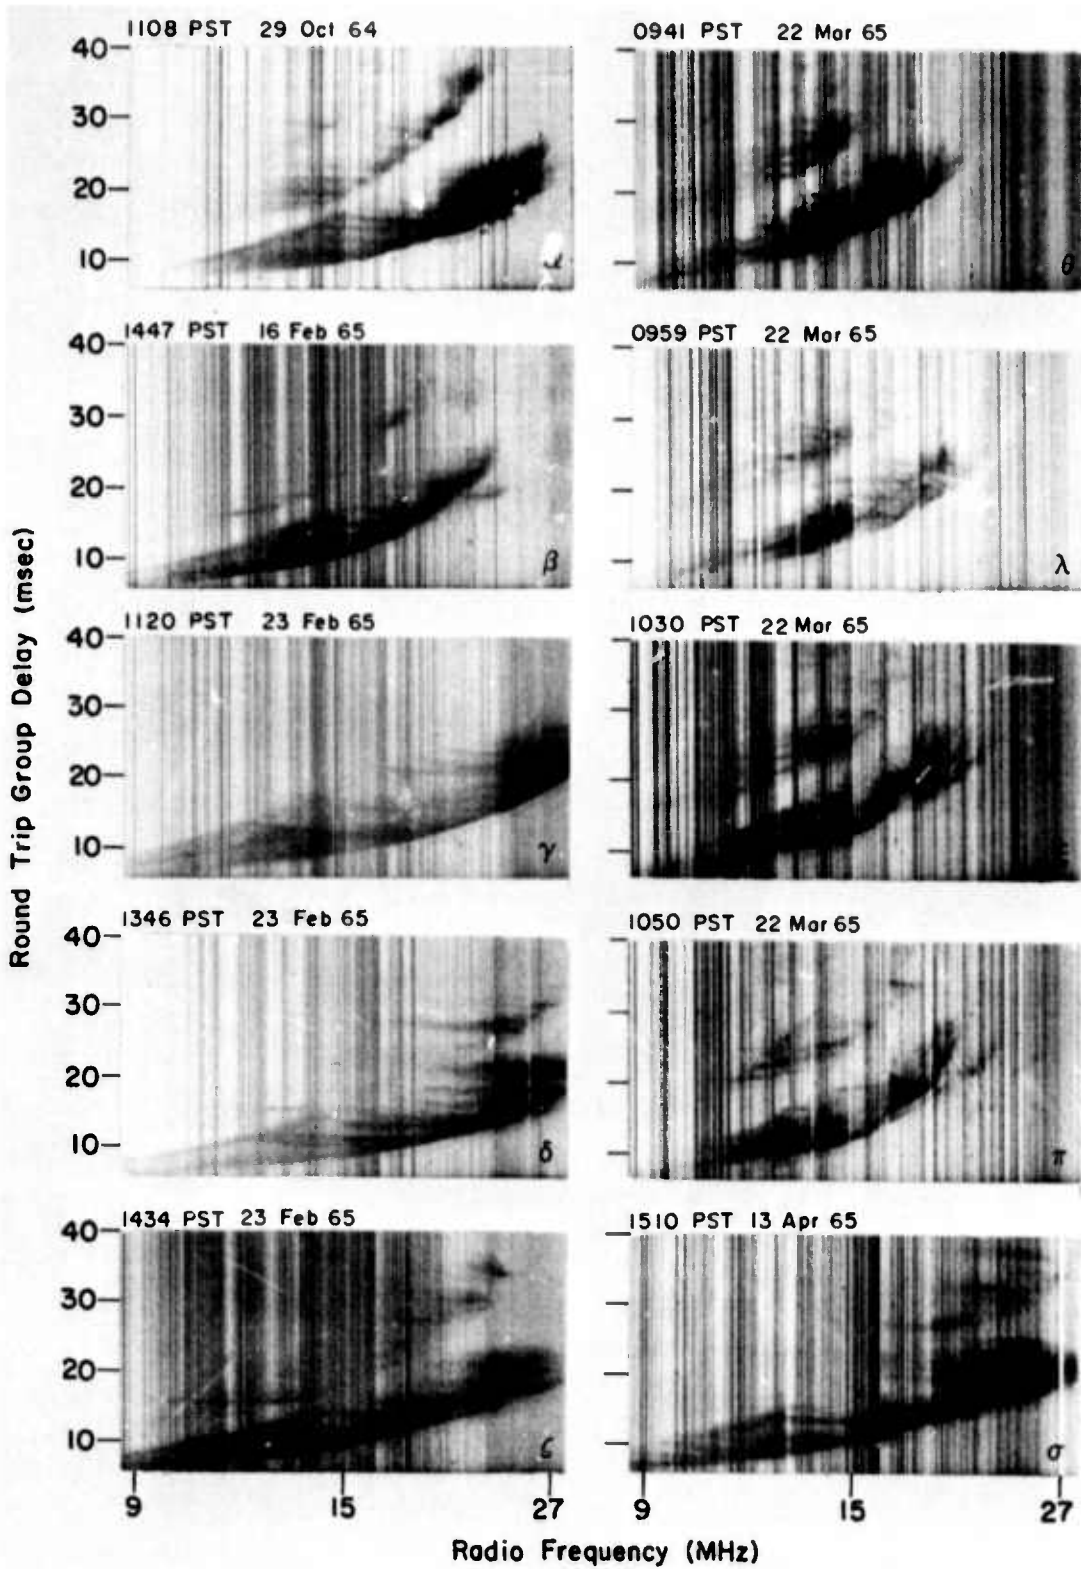 1108 PST 29 Oct 64
40
30
20
10
α
0941 PST 22 Mar 65
θ
1447 PST 16 Feb 65
40
30
20
10
β
0959 PST 22 Mar 65
λ
1120 PST 23 Feb 65
40
30
20
10
γ
1030 PST 22 Mar 65
1346 PST 23 Feb 65
40
30
20
10
δ
1050 PST 22 Mar 65
π
1434 PST 23 Feb 65
40
30
20
10
ζ
1510 PST 13 Apr 65
σ
9 15 27
9 15 27
Round Trip Group Delay (msec)
Radio Frequency (MHz)